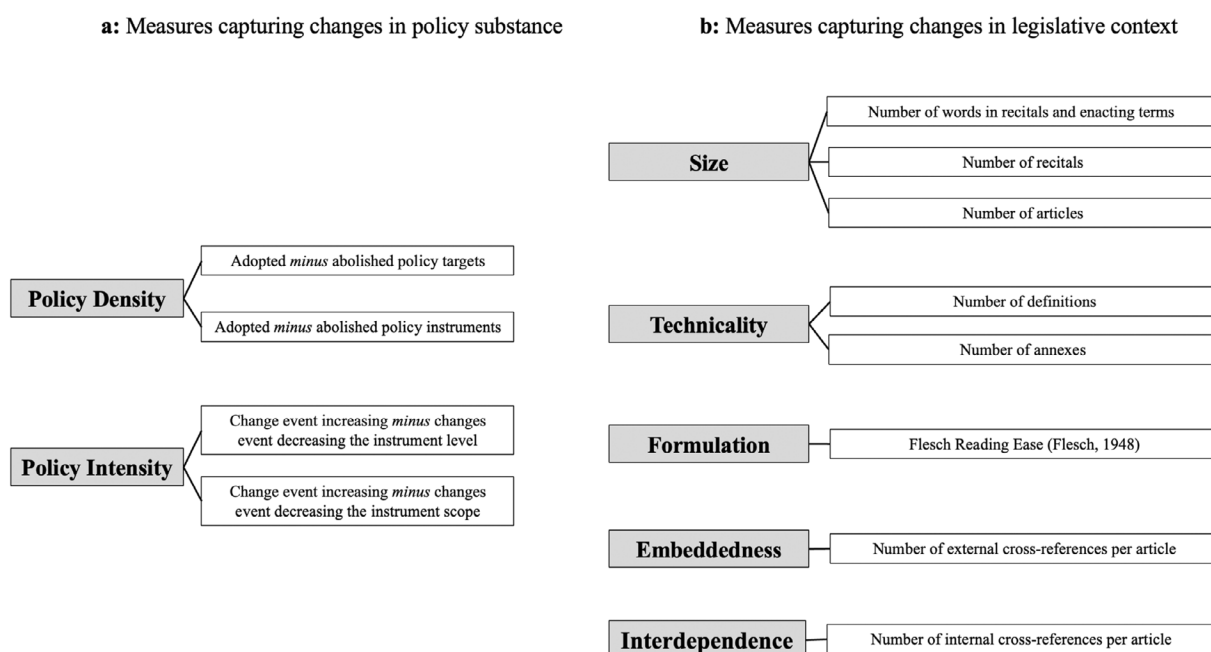 a: Measures capturing changes in policy substance
Policy Density
Adopted minus abolished policy targets
Adopted minus abolished policy instruments
Policy Intensity
Change event increasing minus changes
event decreasing the instrument level
Change event increasing minus changes
event decreasing the instrument scope
b: Measures capturing changes in legislative context
Size
Number of words in recitals and enacting terms
Number of recitals
Number of articles
Technicality
Number of definitions
Number of annexes
Formulation
Flesch Reading Ease (Flesch, 1948)
Embeddedness
Number of external cross-references per article
Interdependence
Number of internal cross-references per article